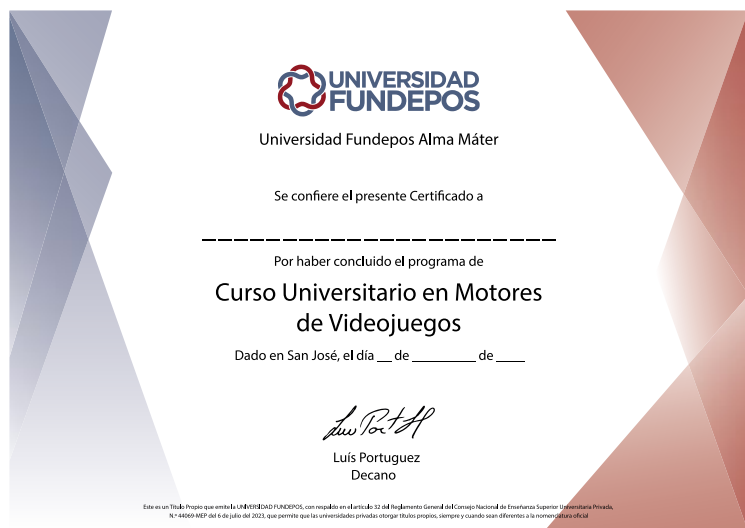 UNIVERSIDAD
FUNDEPOS
Universidad Fundepos Alma Máter
Se confiere el presente Certificado a
Por haber concluido el programa de
Curso Universitario en Motores
de Videojuegos
Dado en San José, el día __ de ________ de ____
Luís Portuguez
Decano
Este es un Título Propio que emite la UNIVERSIDAD FUNDEPOS, con respaldo en el artículo 32 del Reglamento General del Consejo Nacional de Enseñanza Superior Universitaria Privada,
N.º 44069-MEP del 6 de julio del 2023, que permite que las universidades privadas otorgar títulos propios, siempre y cuando sean diferentes a la nomenclatura oficial